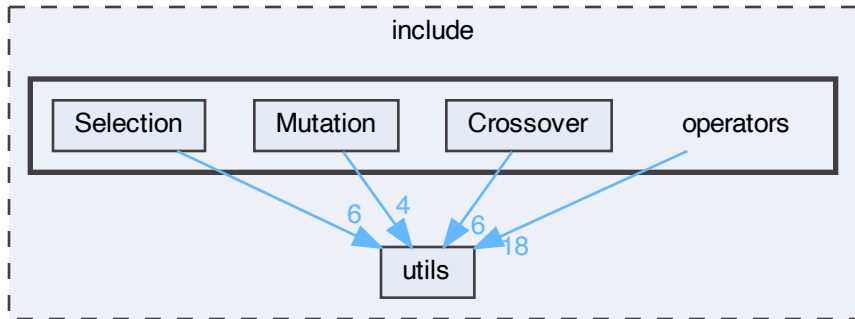 include
Selection
Mutation
Crossover
operators
6
4
6
18
utils